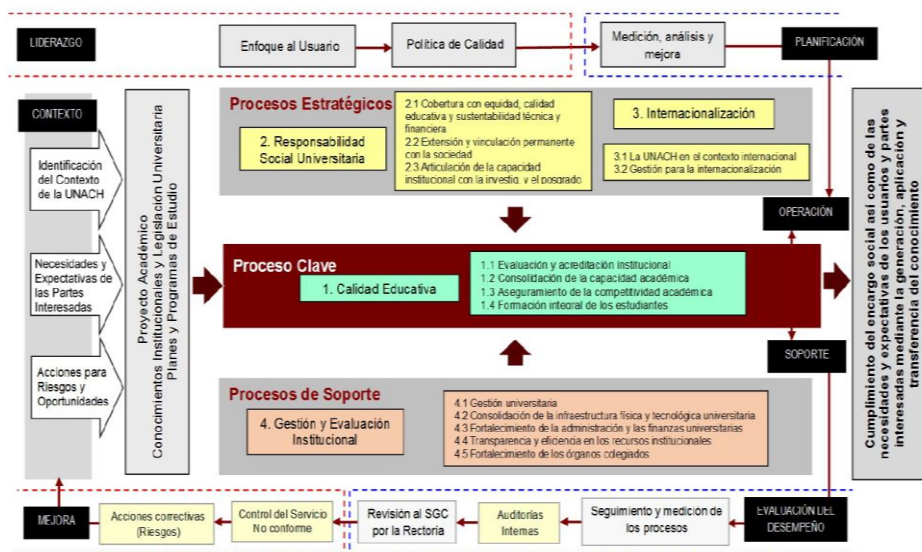 LIDERAZGO
Enfoque al Usuario
Política de Calidad
Medición, análisis y
mejora
PLANIFICACIÓN
CONTEXTO
Identificación
del Contexto
de la UNACH
Necesidades y
Expectativas de
las Partes
Interesadas
Acciones para
Riesgos y
Oportunidades
Proyecto Académico
Conocimientos Institucionales y Legislación Universitaria
Planes y Programas de Estudio
Procesos Estratégicos
2. Responsabilidad
Social Universitaria
2.1 Cobertura con equidad, calidad
educativa y sustentabilidad técnica y
financiera
2.2 Extensión y vinculación permanente
con la sociedad
2.3 Articulación de la capacidad
institucional con la investig. y el posgrado
3. Internacionalización
3.1 La UNACH en el contexto internacional
3.2 Gestión para la internacionalización
OPERACIÓN
Proceso Clave
1. Calidad Educativa
1.1 Evaluación y acreditación institucional
1.2 Consolidación de la capacidad académica
1.3 Aseguramiento de la competitividad académica
1.4 Formación integral de los estudiantes
SOPORTE
Procesos de Soporte
4. Gestión y Evaluación
Institucional
4.1 Gestión universitaria
4.2 Consolidación de la infraestructura física y tecnológica universitaria
4.3 Fortalecimiento de la administración y las finanzas universitarias
4.4 Transparencia y eficiencia en los recursos institucionales
4.5 Fortalecimiento de los órganos colegiados
Cumplimiento del encargo social así como de las
necesidades y expectativas de los usuarios y partes
interesadas mediante la generación, aplicación y
transferencia del conocimiento
MEJORA
Acciones correctivas
(Riesgos)
Control del Servicio
No conforme
Revisión al SGC
por la Rectoría
Auditorías
Internas
Seguimiento y medición de
los procesos
EVALUACIÓN DEL
DESEMPEÑO